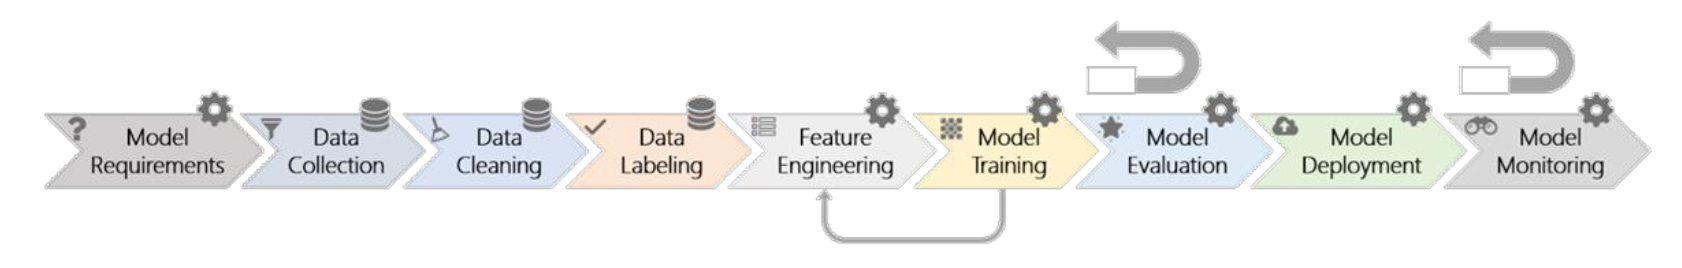 Model
Requirements
Data
Collection
Data
Cleaning
Data
Labeling
Feature
Engineering
Model
Training
Model
Evaluation
Model
Deployment
Model
Monitoring